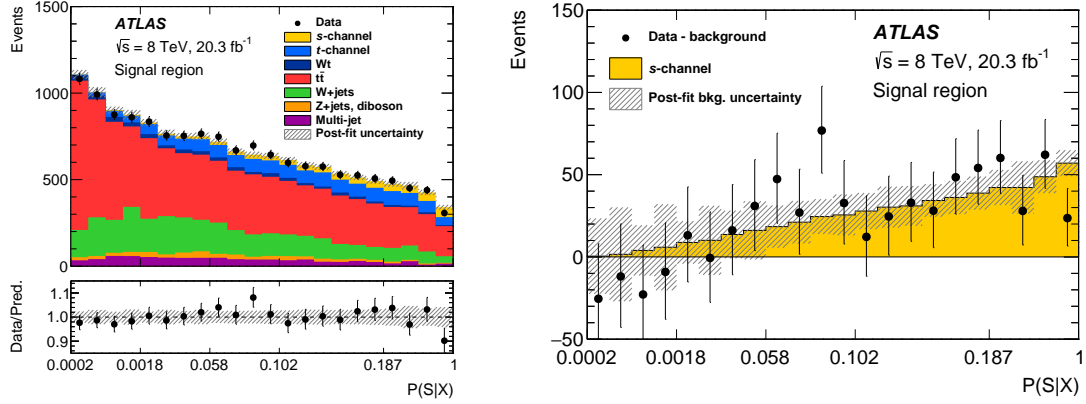 Events
1500
1000
500
0
ATLAS
√s = 8 TeV, 20.3 fb⁻¹
Signal region
Data
s-channel
t-channel
Wt
tt̄
W+jets
Z+jets, diboson
Multi-jet
Post-fit uncertainty
Data/Pred.
1.1
1.0
0.9
0.0002 0.0018 0.058 0.102 0.187 1
P(S|X)
Events
150
100
50
0
−50
Data - background
s-channel
Post-fit bkg. uncertainty
ATLAS
√s = 8 TeV, 20.3 fb⁻¹
Signal region
0.0002 0.0018 0.058 0.102 0.187 1
P(S|X)